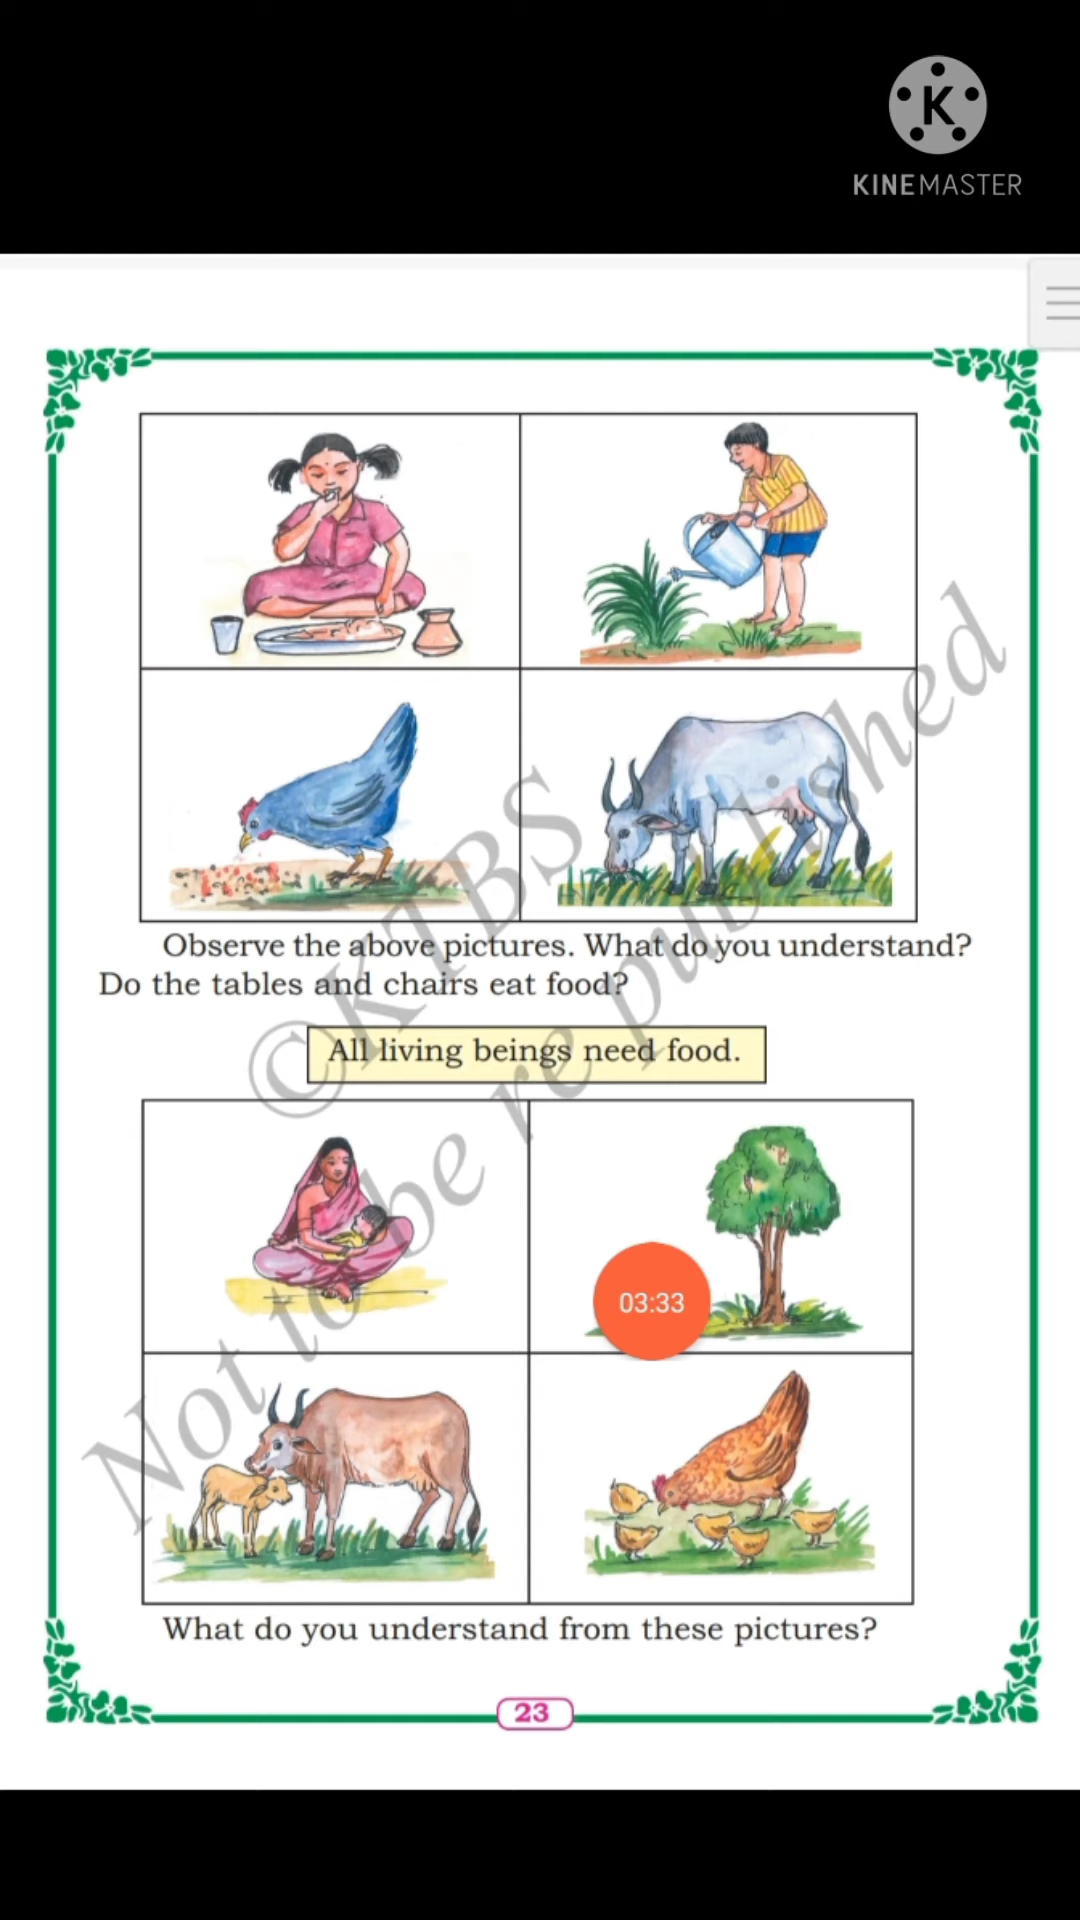 K
KINEMASTER
Observe the above pictures. What do you understand?
Do the tables and chairs eat food?
All living beings need food.
03:33
What do you understand from these pictures?
23
©KTBS
Not to be re published